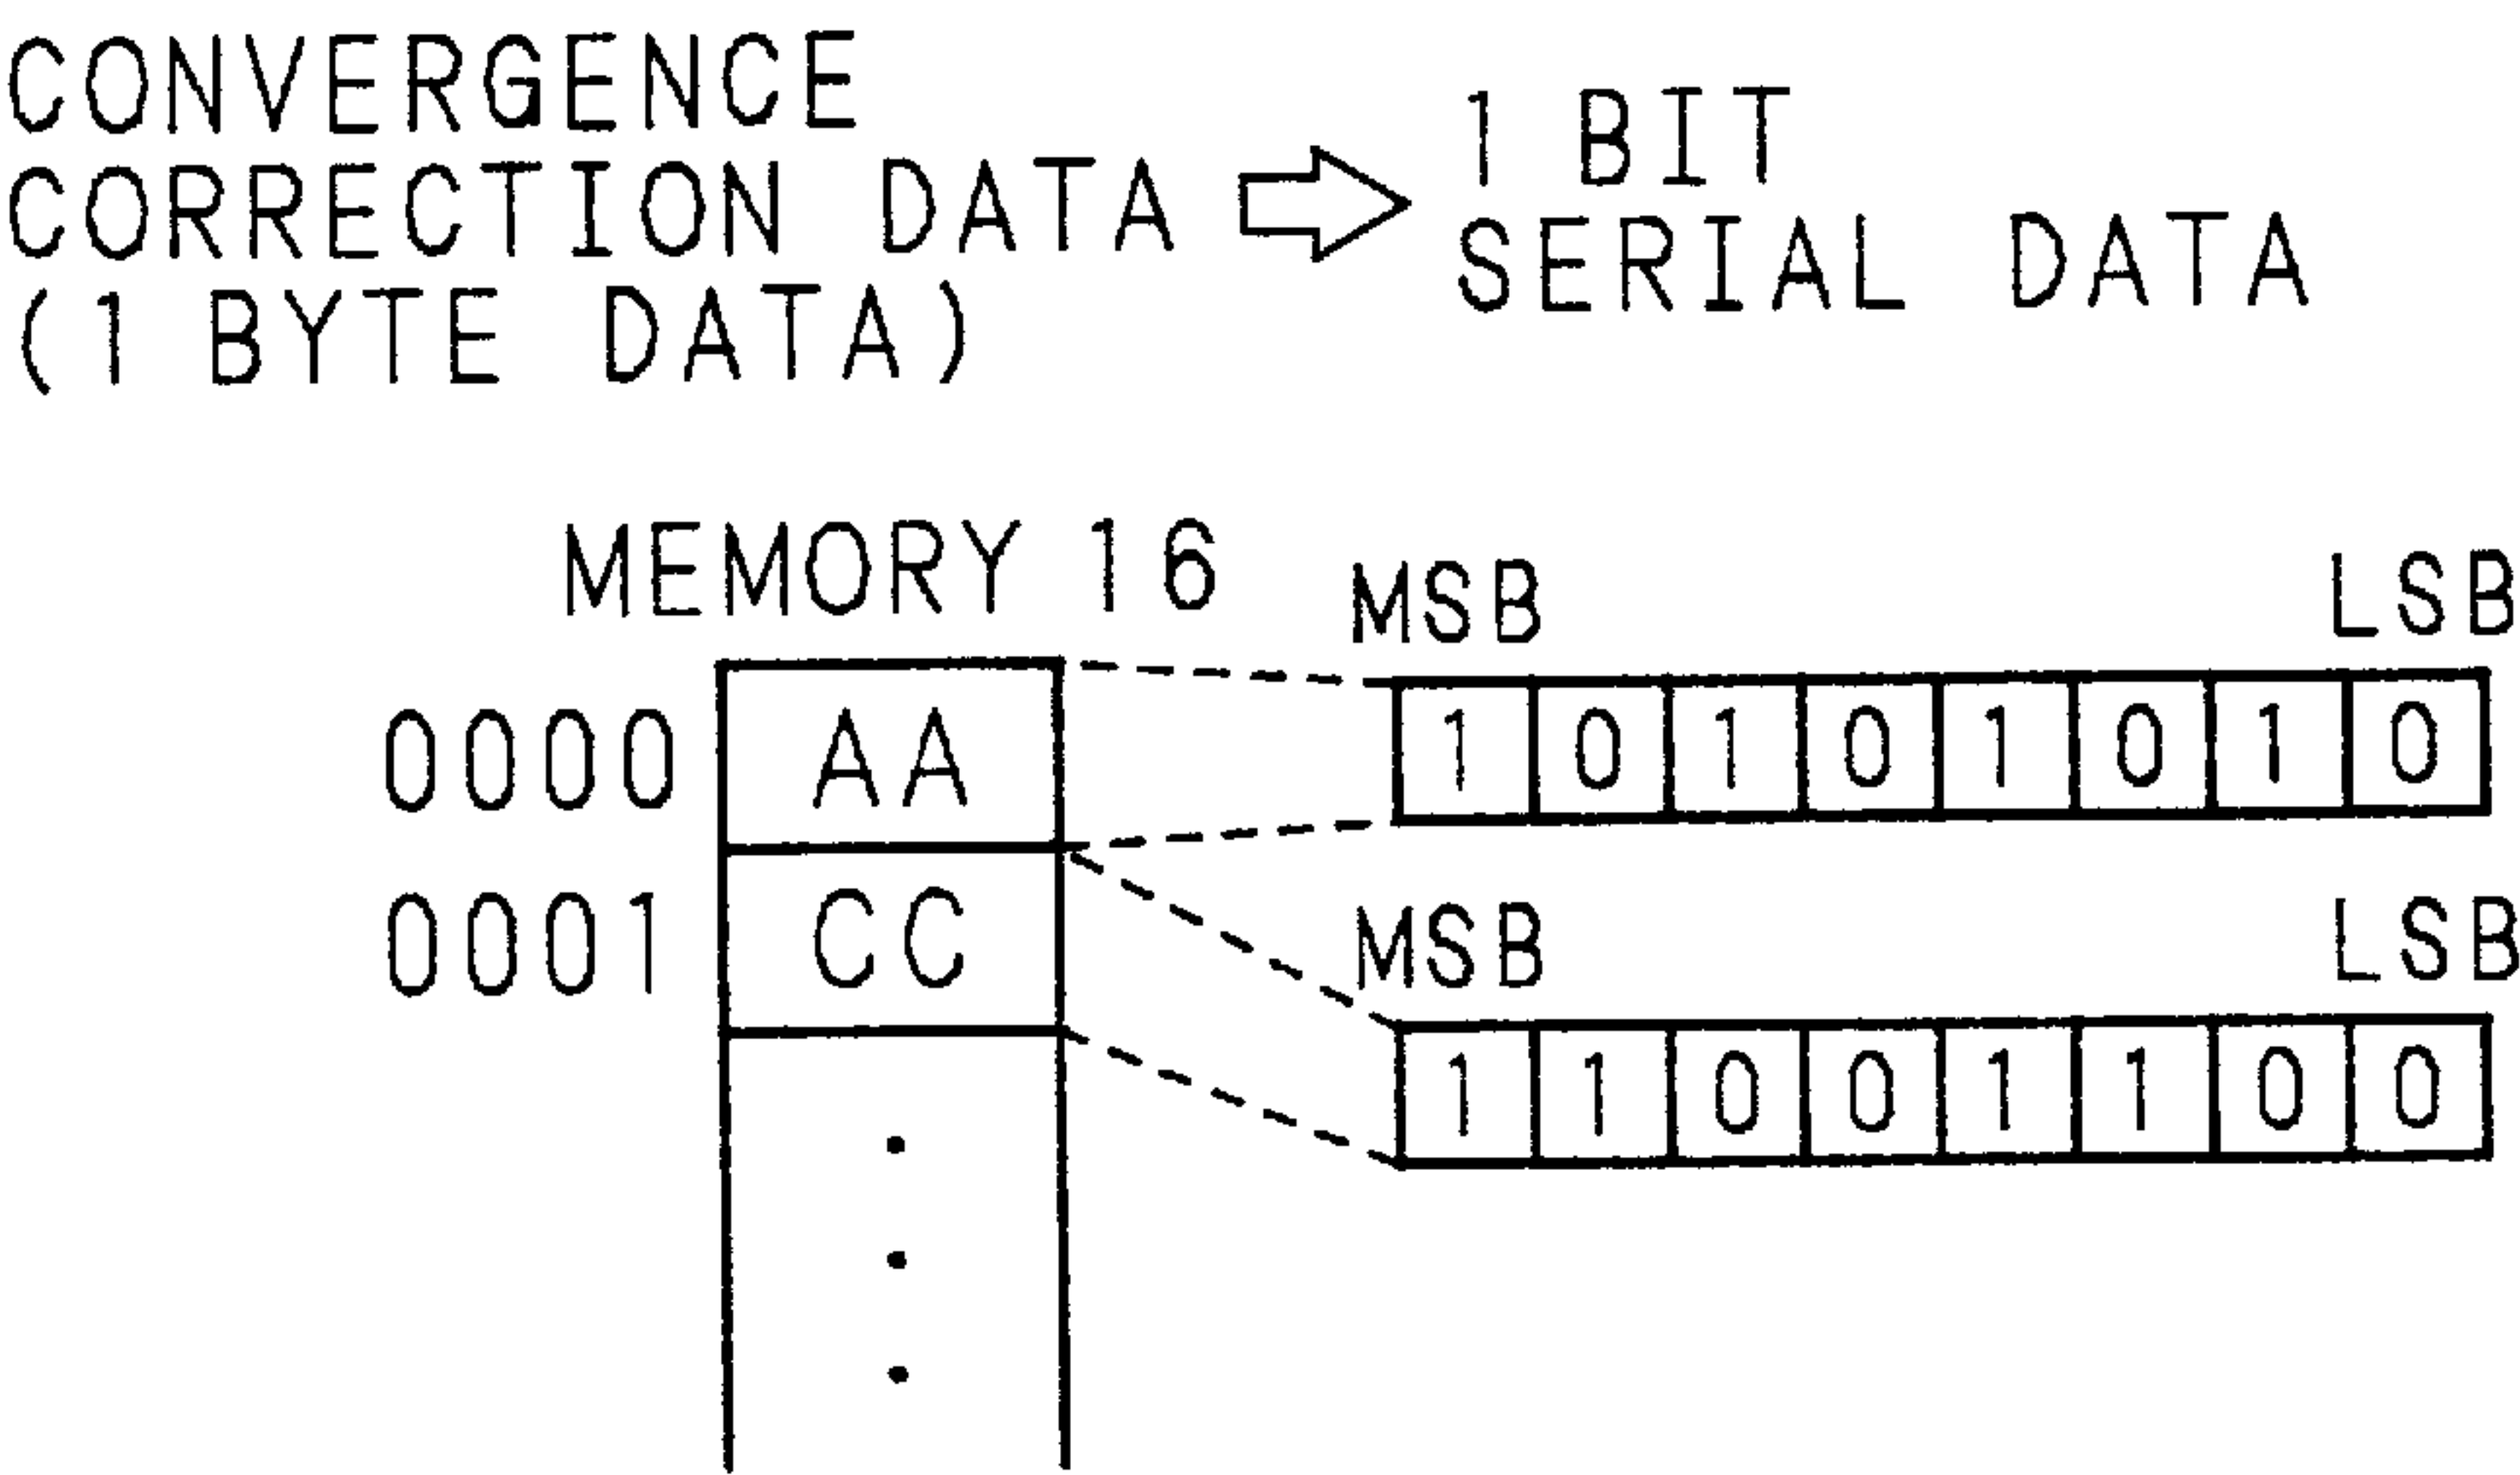 CONVERGENCE
CORRECTION DATA
(1 BYTE DATA)
1 BIT
SERIAL DATA
MEMORY 16
MSB LSB
0000 AA 1 0 1 0 1 0 1 0
0001 CC
MSB LSB
1 1 0 0 1 1 0 0